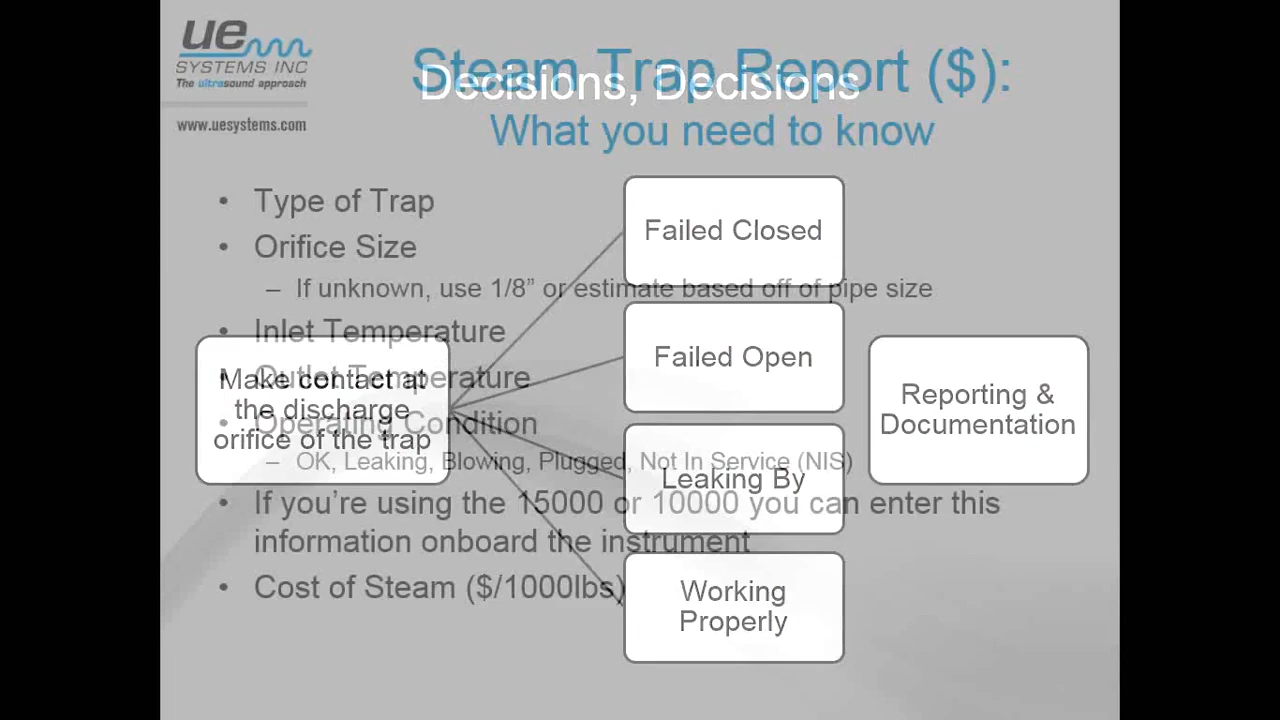 ue
SYSTEMS INC
The ultrasound approach
www.uesystems.com
Steam Trap Report ($):
What you need to know
Decisions, Decisions
• Type of Trap
• Orifice Size
– If unknown, use 1/8” or estimate based off of pipe size
• Inlet Temperature
• Outlet Temperature
• Operating Condition
– OK, Leaking, Blowing, Plugged, Not In Service (NIS)
• If you’re using the 15000 or 10000 you can enter this
information onboard the instrument
• Cost of Steam ($/1000lbs)
Make contact at
the discharge
orifice of the trap
Failed Closed
Failed Open
Leaking By
Working
Properly
Reporting &
Documentation